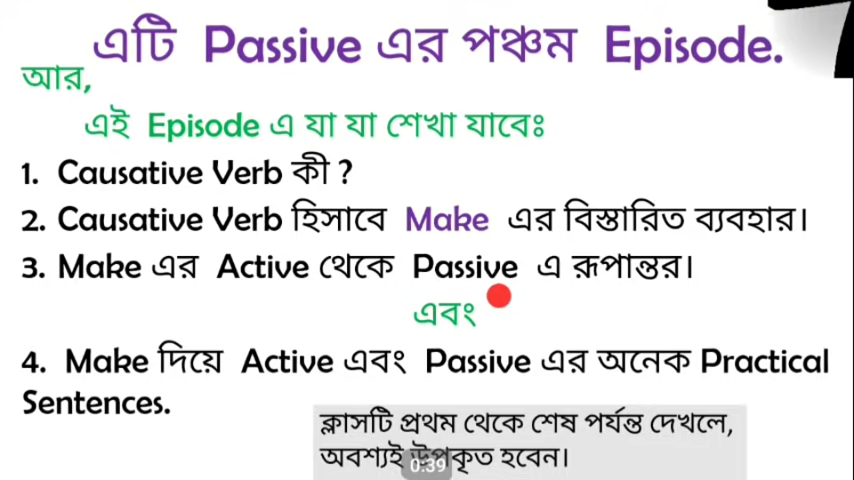 এটি Passive এর পঞ্চম Episode.
আর,
এই Episode এ যা যা শেখা যাবেঃ
1. Causative Verb কী ?
2. Causative Verb হিসাবে Make এর বিস্তারিত ব্যবহার।
3. Make এর Active থেকে Passive এ রূপান্তর।
এবং
4. Make দিয়ে Active এবং Passive এর অনেক Practical
Sentences.
ক্লাসটি প্রথম থেকে শেষ পর্যন্ত দেখলে,
অবশ্যই উপকৃত হবেন।
0:39